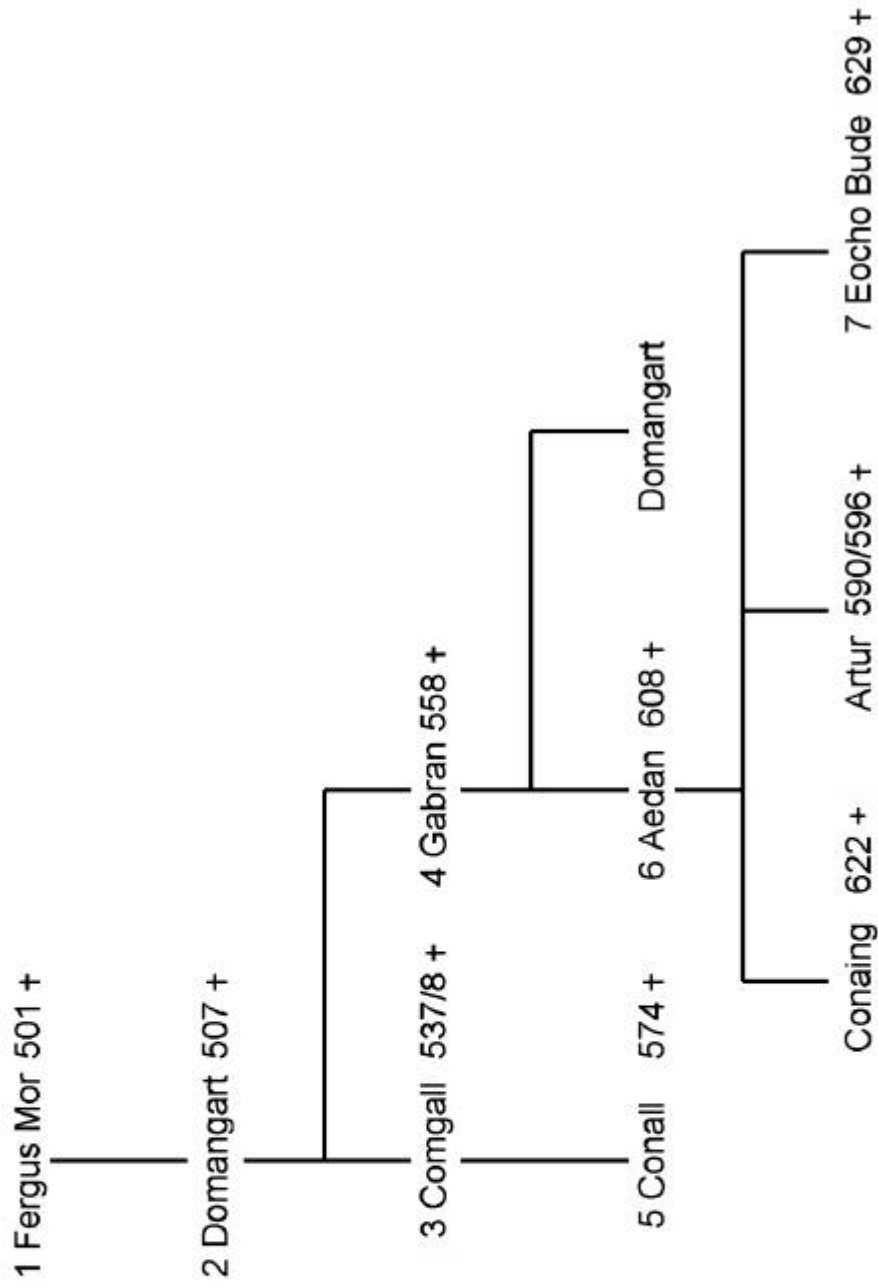 1 Fergus Mor 501 +
2 Domangart 507 +
3 Comgall 537/8 +
4 Gabran 558 +
5 Conall 574 +
6 Aedan 608 +
Domangart
Conaing 622 +
Artur 590/596 +
7 Eocho Bude 629 +